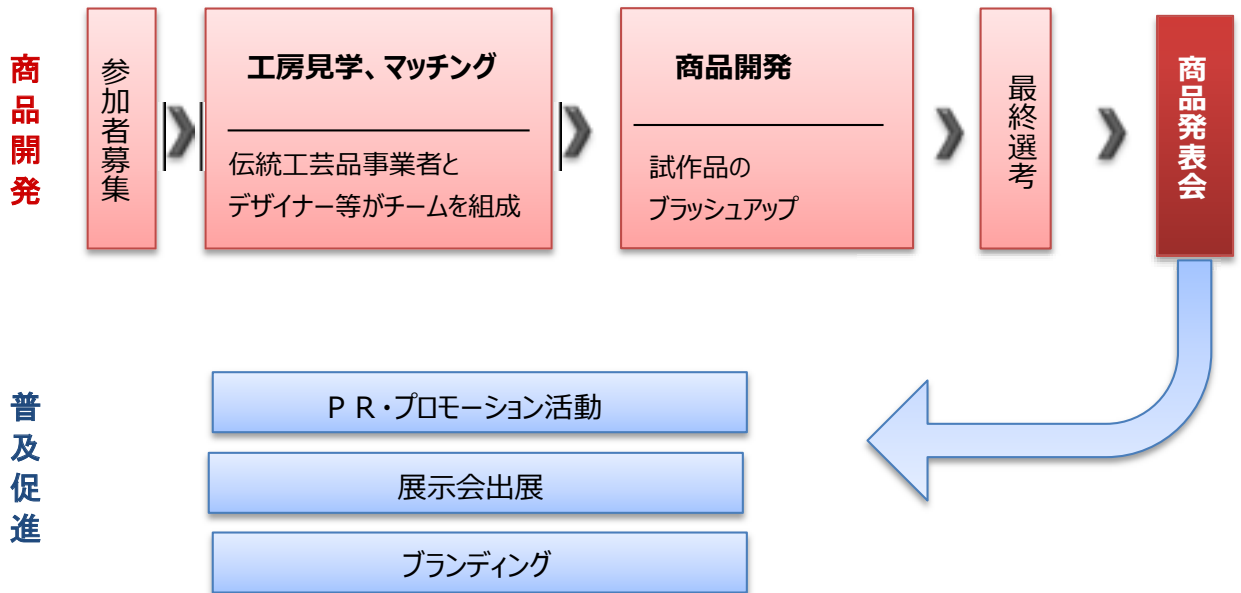 商品開発
参加者募集
工房見学、マッチング
伝統工芸品事業者と
デザイナー等がチームを組成
商品開発
試作品の
ブラッシュアップ
最終選考
商品発表会
普及促進
ＰＲ・プロモーション活動
展示会出展
ブランディング